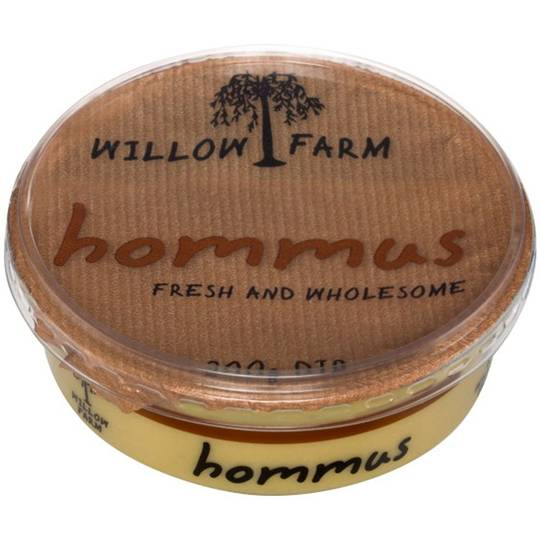 WILLOW FARM
hommus
FRESH AND WHOLESOME
200g DIP
WILLOW
FARM
hommus